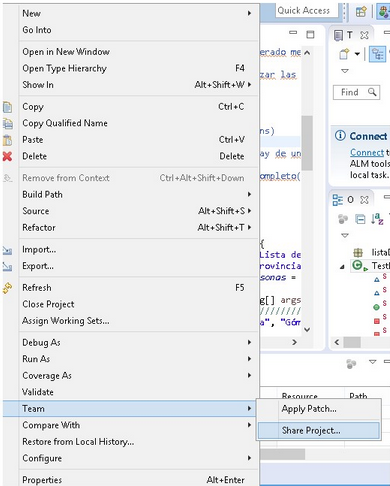 New
Go Into
Open in New Window
Open Type Hierarchy F4
Show In Alt+Shift+W
Copy Ctrl+C
Copy Qualified Name
Paste Ctrl+V
Delete Delete
Remove from Context Ctrl+Alt+Shift+Down
Build Path
Source Alt+Shift+S
Refactor Alt+Shift+T
Import...
Export...
Refresh F5
Close Project
Assign Working Sets...
Debug As
Run As
Coverage As
Validate
Team
Compare With
Restore from Local History...
Configure
Properties Alt+Enter
Apply Patch...
Share Project...
Quick Access
erado me
zar las
ns)
ay de un
ompleto(
{
Lista de
rovincia
sonas =
g[] args
//////////
a", "Góm
T
Find
Connect
Connect t
ALM tools
local task.
O
lista
Test
S
S
S
S
Resource Path